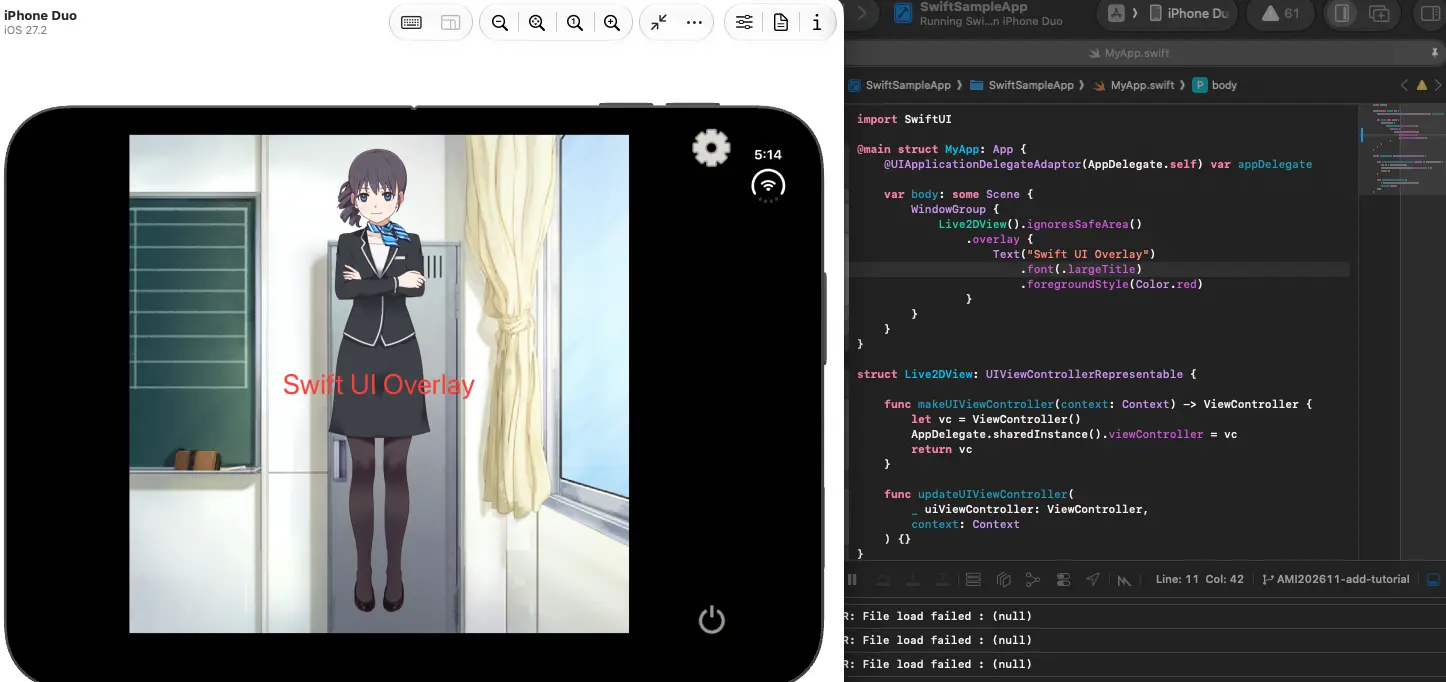 iPhone Duo
iOS 27.2
5:14
Swift UI Overlay
SwiftSampleApp
Running Swi...n iPhone Duo
iPhone Du
61
MyApp.swift
SwiftSampleApp
SwiftSampleApp
MyApp.swift
P
body
import SwiftUI
@main struct MyApp: App {
@UIApplicationDelegateAdaptor(AppDelegate.self) var appDelegate
var body: some Scene {
WindowGroup {
Live2DView().ignoresSafeArea()
.overlay {
Text("Swift UI Overlay")
.font(.largeTitle)
.foregroundStyle(Color.red)
}
}
}
}
struct Live2DView: UIViewControllerRepresentable {
func makeUIViewController(context: Context) -> ViewController {
let vc = ViewController()
AppDelegate.sharedInstance().viewController = vc
return vc
}
func updateUIViewController(
_ uiViewController: ViewController,
context: Context
) {}
}
Line: 11 Col: 42
AMI202611-add-tutorial
R: File load failed : (null)
R: File load failed : (null)
R: File load failed : (null)